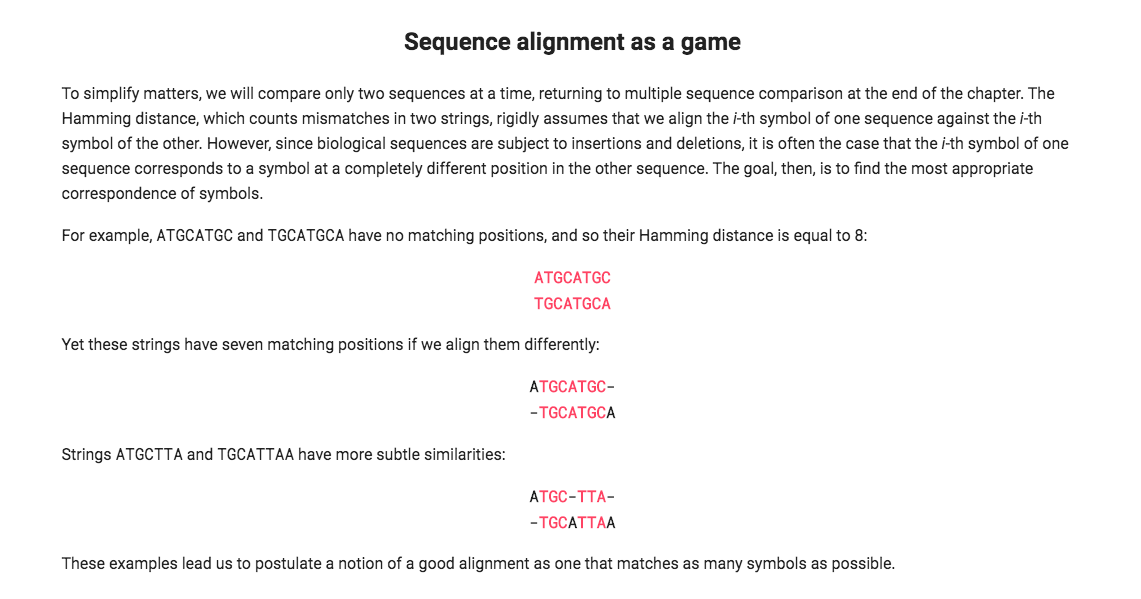 Sequence alignment as a game
To simplify matters, we will compare only two sequences at a time, returning to multiple sequence comparison at the end of the chapter. The
Hamming distance, which counts mismatches in two strings, rigidly assumes that we align the i-th symbol of one sequence against the i-th
symbol of the other. However, since biological sequences are subject to insertions and deletions, it is often the case that the i-th symbol of one
sequence corresponds to a symbol at a completely different position in the other sequence. The goal, then, is to find the most appropriate
correspondence of symbols.
For example, ATGCATGC and TGCATGCA have no matching positions, and so their Hamming distance is equal to 8:
ATGCATGC
TGCATGCA
Yet these strings have seven matching positions if we align them differently:
ATGCATGC-
-TGCATGCA
Strings ATGCTTA and TGCATTAA have more subtle similarities:
ATGC-TTA-
-TGCATTAA
These examples lead us to postulate a notion of a good alignment as one that matches as many symbols as possible.